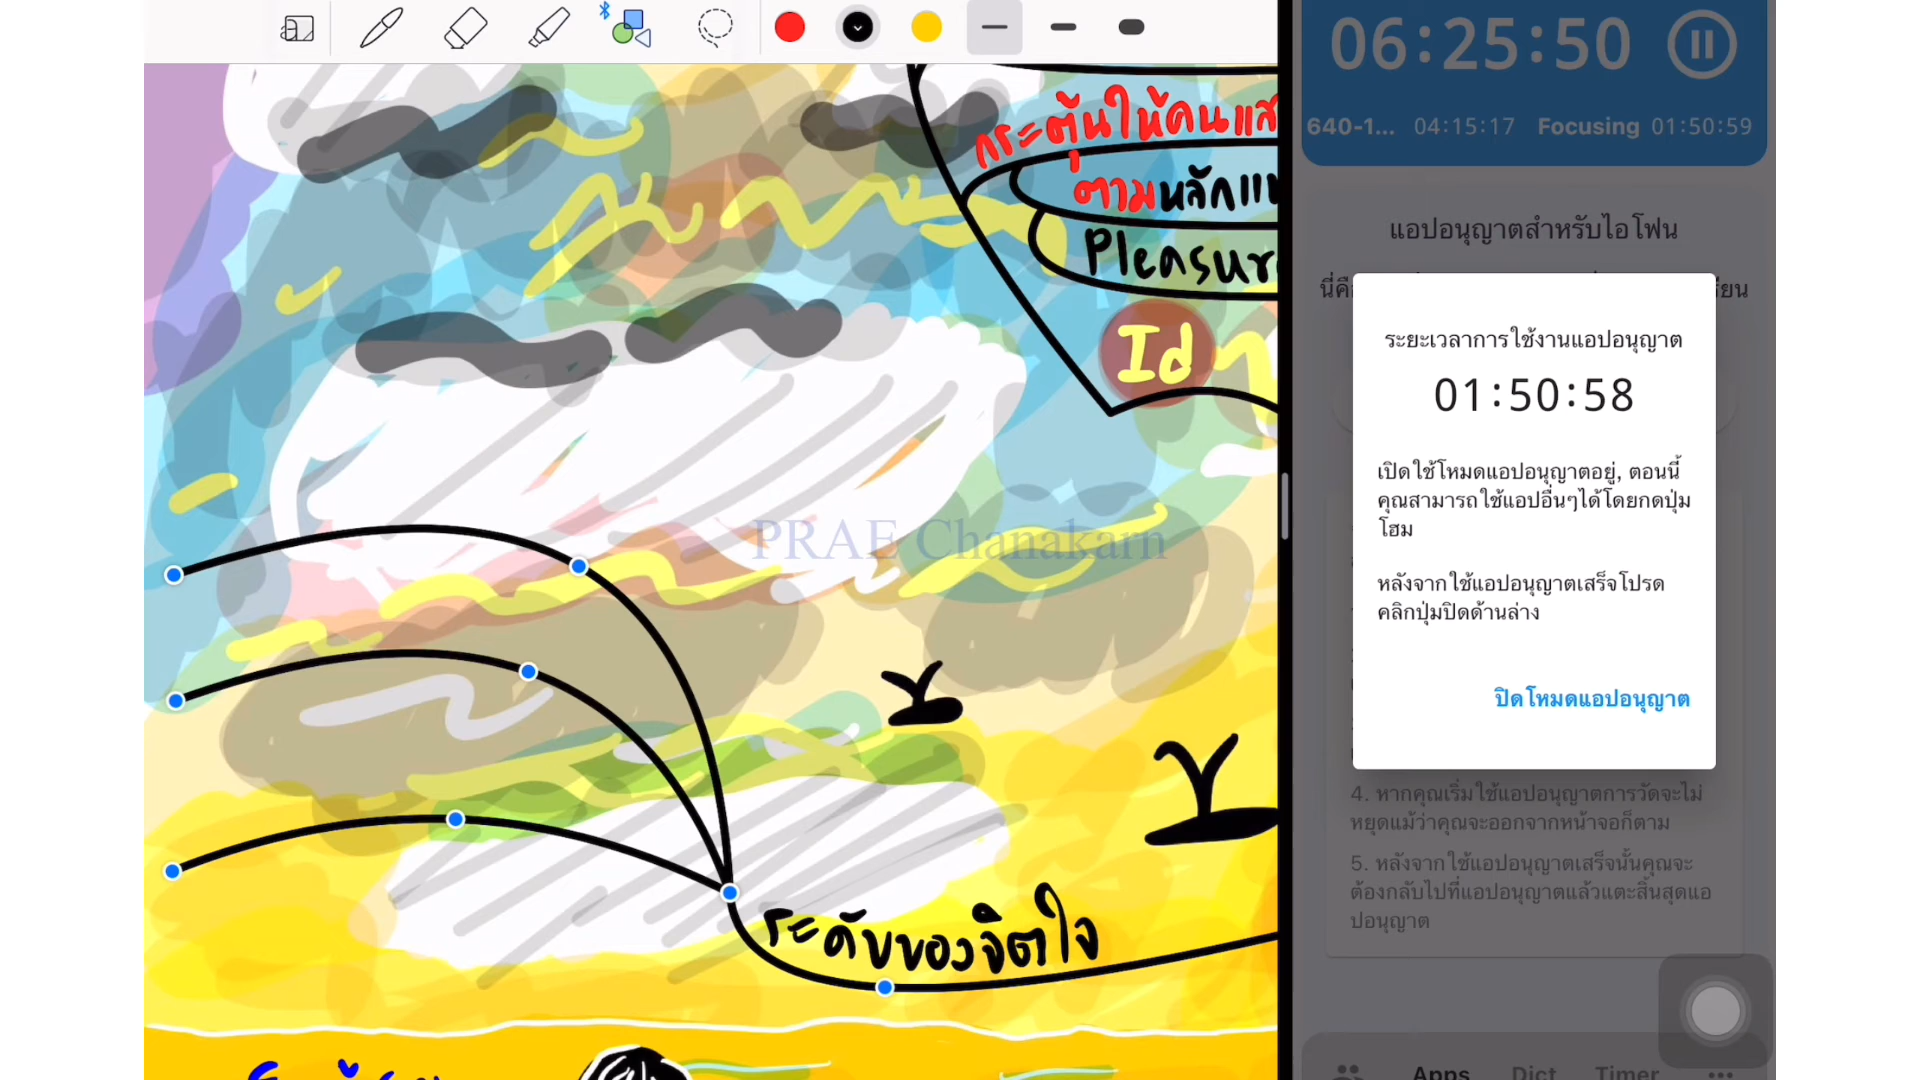 กระตุ้นให้คนแส
ตามหลักแห
Pleasure
Id
PRAE Chanakarn
ระดับของจิตใจ
06:25:50
640-1... 04:15:17 Focusing 01:50:59
แอปอนุญาตสำหรับไอโฟน
ระยะเวลาการใช้งานแอปอนุญาต
01:50:58
เปิดใช้โหมดแอปอนุญาตอยู่, ตอนนี้
คุณสามารถใช้แอปอื่นๆได้โดยกดปุ่ม
โฮม
หลังจากใช้แอปอนุญาตเสร็จโปรด
คลิกปุ่มปิดด้านล่าง
ปิดโหมดแอปอนุญาต
4. หากคุณเริ่มใช้แอปอนุญาตการวัดจะไม่
หยุดแม้ว่าคุณจะออกจากหน้าจอก็ตาม
5. หลังจากใช้แอปอนุญาตเสร็จนั้นคุณจะ
ต้องกลับไปที่แอปอนุญาตแล้วแตะสิ้นสุดแอ
ปอนุญาต
Apps Dict Timer